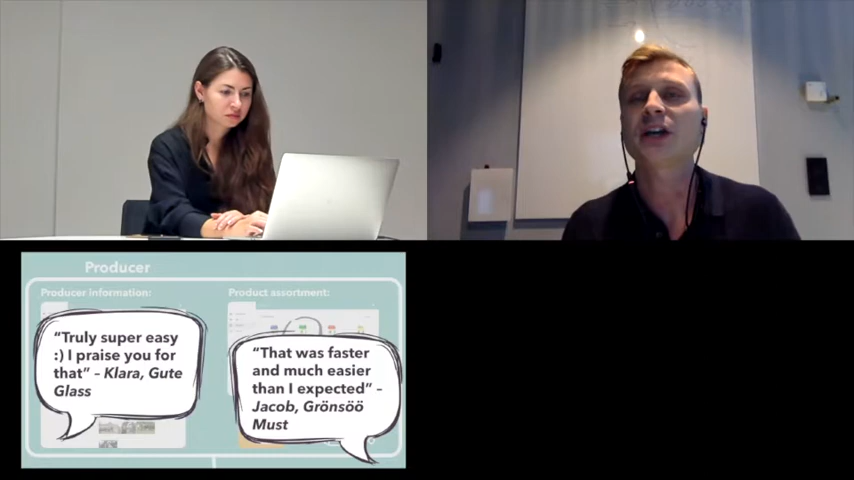 Producer
Producer information:
Product assortment:
“Truly super easy
:) I praise you for
that” – Klara, Gute
Glass
“That was faster
and much easier
than I expected” –
Jacob, Grönsöö
Must